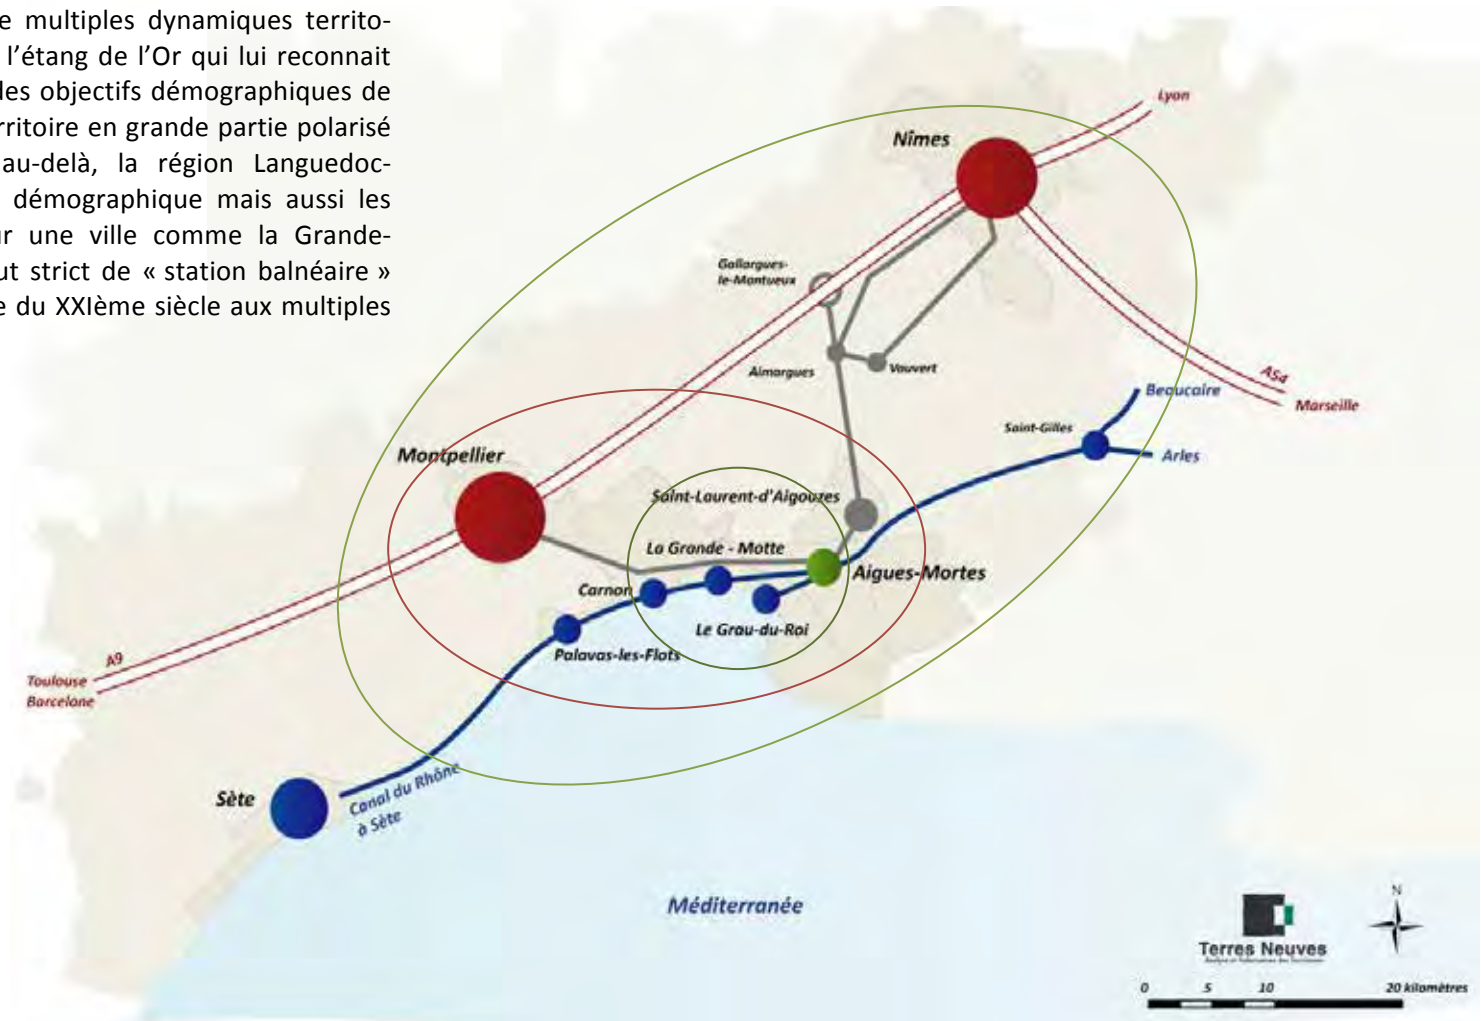 e multiples dynamiques territo-
l'étang de l'Or qui lui reconnait
des objectifs démographiques de
rritoire en grande partie polarisé
au-delà, la région Languedoc-
démographique mais aussi les
ur une ville comme la Grande-
ut strict de « station balnéaire »
e du XXIème siècle aux multiples
Lyon
Nîmes
Gallargues-
le-Montueux
Aimargues
Vauvert
A54
Marseille
Beaucaire
Saint-Gilles
Arles
Montpellier
Saint-Laurent-d'Aigouzes
La Grande - Motte
Aigues-Mortes
Carnon
Le Grau-du-Roi
Palavas-les-Flots
A9
Toulouse
Barcelone
Sète
Canal du Rhône
à Sète
Méditerranée
N
Terres Neuves
0 5 10 20 kilomètres